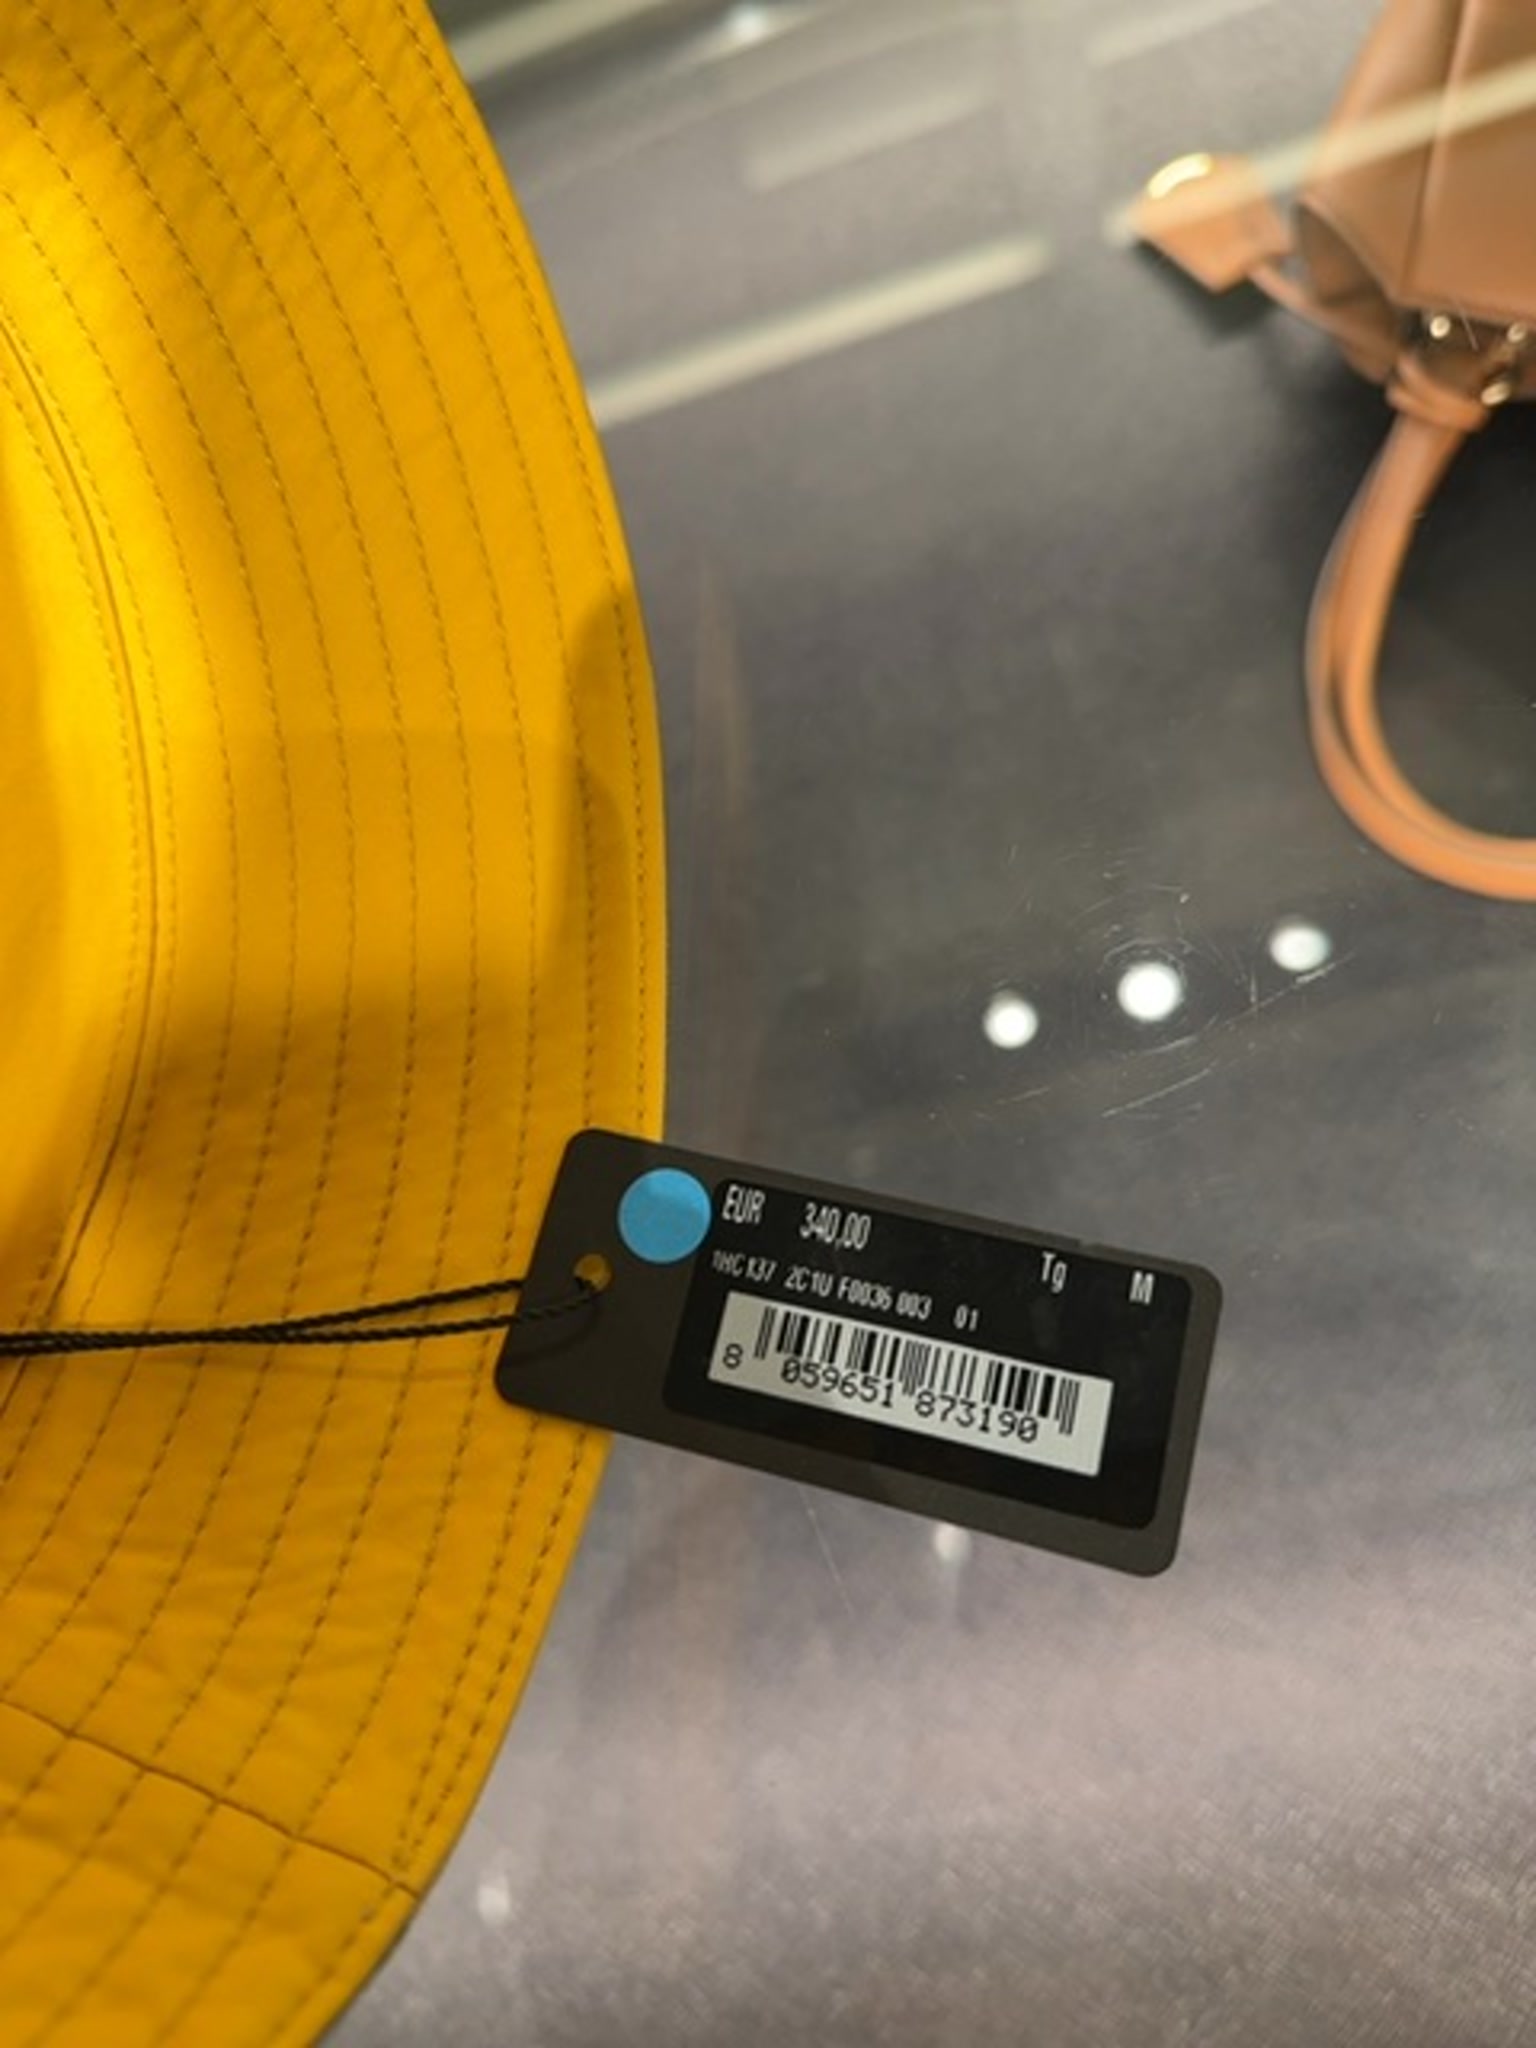 EUR 340,00
Tg M
1HC137 2C1U F0036 003 01
8 059651 873190